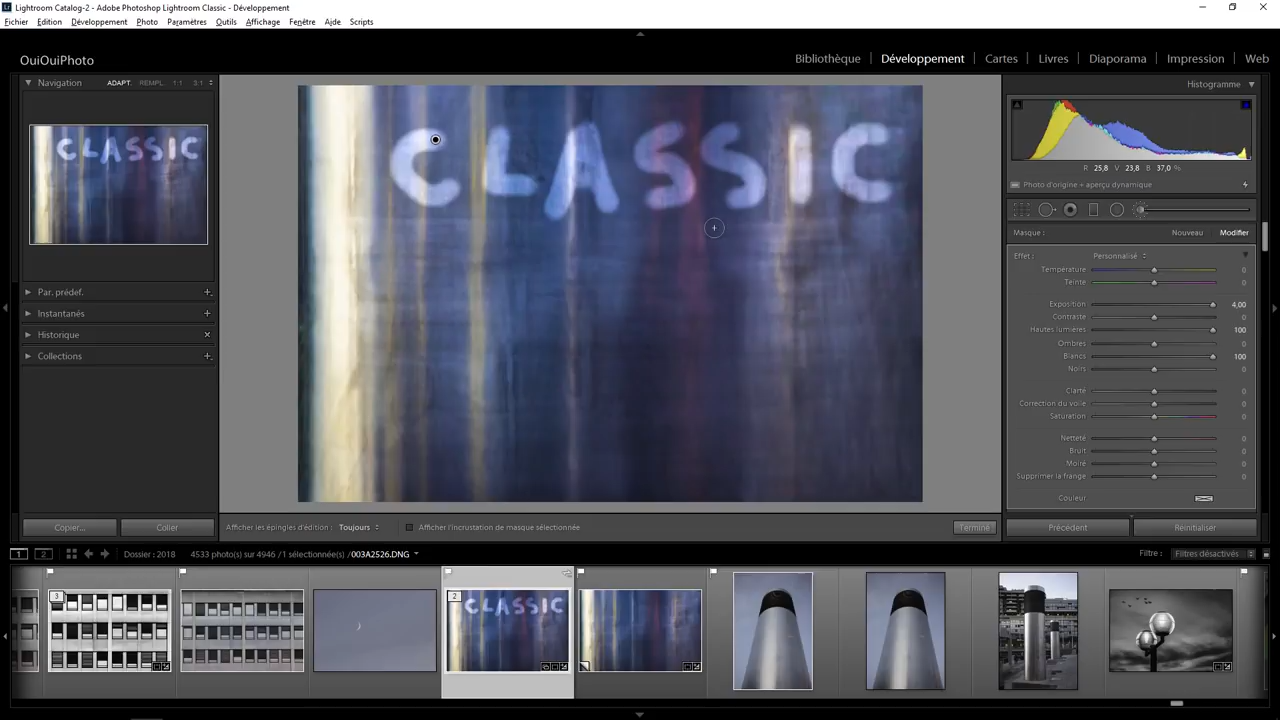 Lightroom Catalog-2 - Adobe Photoshop Lightroom Classic - Développement
Fichier Edition Développement Photo Paramètres Outils Affichage Fenêtre Aide Scripts
OuiOuiPhoto
Bibliothèque | Développement | Cartes | Livres | Diaporama | Impression | Web
Navigation ADAPT. REMPL. 1:1 3:1
CLASSIC
Par. prédef.
Instantanés
Historique
Collections
Copier... Coller
CLASSIC
Afficher les épingles d'édition : Toujours Afficher l'incrustation de masque sélectionnée Terminé
Histogramme
R 25,8 V 23,8 B 37,0 %
Photo d'origine + aperçu dynamique
Masque : Nouveau Modifier
Effet : Personnalisé
Température 0
Teinte 0
Exposition 4,00
Contraste 0
Hautes lumières 100
Ombres 0
Blancs 100
Noirs 0
Clarté 0
Correction du voile 0
Saturation 0
Netteté 0
Bruit 0
Moiré 0
Supprimer la frange 0
Couleur
Précédent Réinitialiser
1 2 Dossier : 2018 4533 photo(s) sur 4946 / 1 sélectionnée(s) / 003A2526.DNG Filtre : Filtres désactivés
3
2 CLASSIC